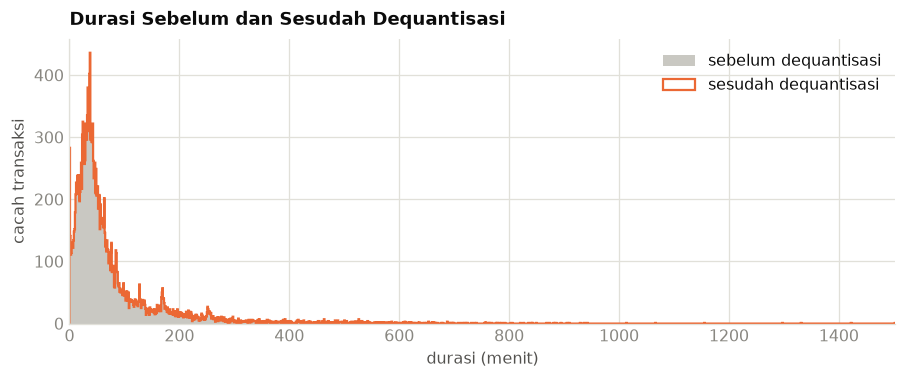 Durasi Sebelum dan Sesudah Dequantisasi
sebelum dequantisasi
sesudah dequantisasi
cacah transaksi
400
300
200
100
0
0 200 400 600 800 1000 1200 1400
durasi (menit)